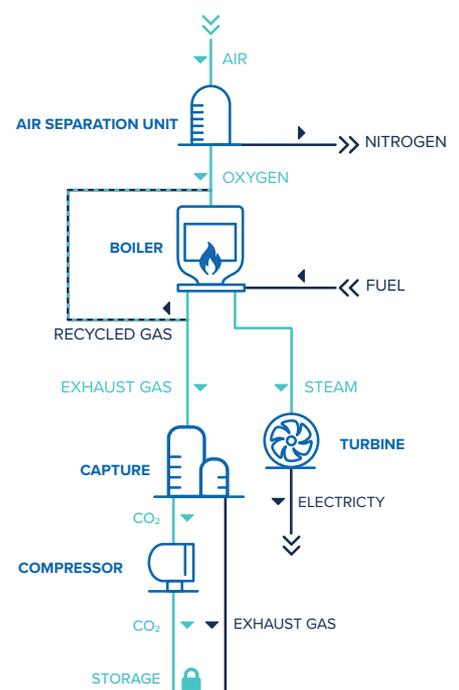 AIR
AIR SEPARATION UNIT
NITROGEN
OXYGEN
BOILER
FUEL
RECYCLED GAS
EXHAUST GAS
STEAM
TURBINE
CAPTURE
ELECTRICTY
CO₂
COMPRESSOR
CO₂
EXHAUST GAS
STORAGE